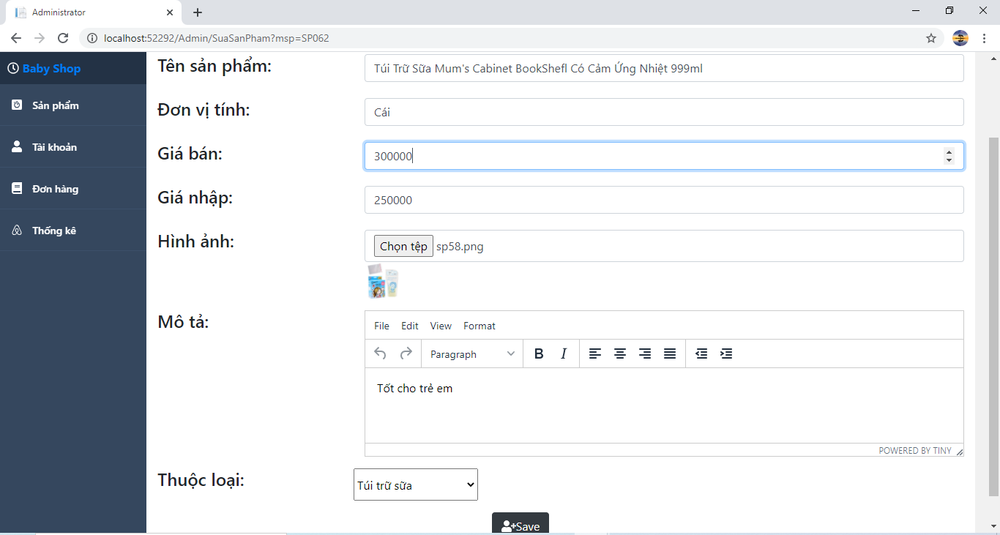 Administrator
localhost:52292/Admin/SuaSanPham?msp=SP062
Baby Shop
Sản phẩm
Tài khoản
Đơn hàng
Thống kê
Tên sản phẩm:
Túi Trữ Sữa Mum's Cabinet BookShefl Có Cảm Ứng Nhiệt 999ml
Đơn vị tính:
Cái
Giá bán:
300000
Giá nhập:
250000
Hình ảnh:
Chọn tệp sp58.png
Mô tả:
File Edit View Format
Paragraph B I
Tốt cho trẻ em
POWERED BY TINY
Thuộc loại:
Túi trữ sữa
Save